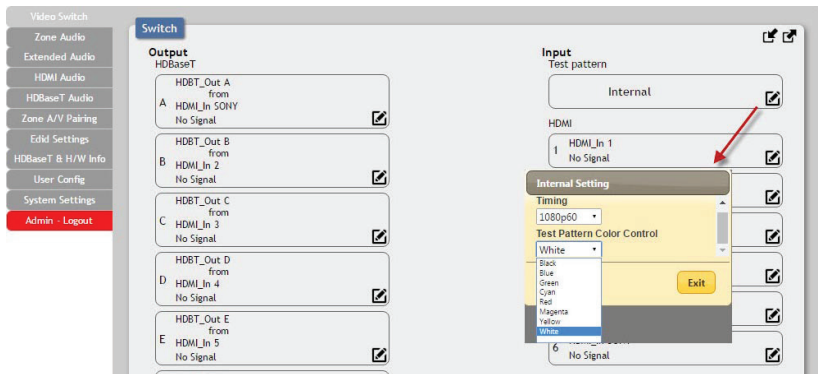 Video Switch
Zone Audio
Extended Audio
HDMI Audio
HDBaseT Audio
Zone A/V Pairing
Edid Settings
HDBaseT & H/W Info
User Config
System Settings
Admin - Logout
Switch
Output
HDBaseT
HDBT_Out A
from
A
HDMI_In SONY
No Signal
HDBT_Out B
from
B
HDMI_In 2
No Signal
HDBT_Out C
from
C
HDMI_In 3
No Signal
HDBT_Out D
from
D
HDMI_In 4
No Signal
HDBT_Out E
from
E
HDMI_In 5
No Signal
Input
Test pattern
Internal
HDMI
1
HDMI_In 1
No Signal
Internal Setting
Timing
1080p60
Test Pattern Color Control
White
Black
Blue
Green
Cyan
Red
Magenta
Yellow
White
Exit
6
No Signal